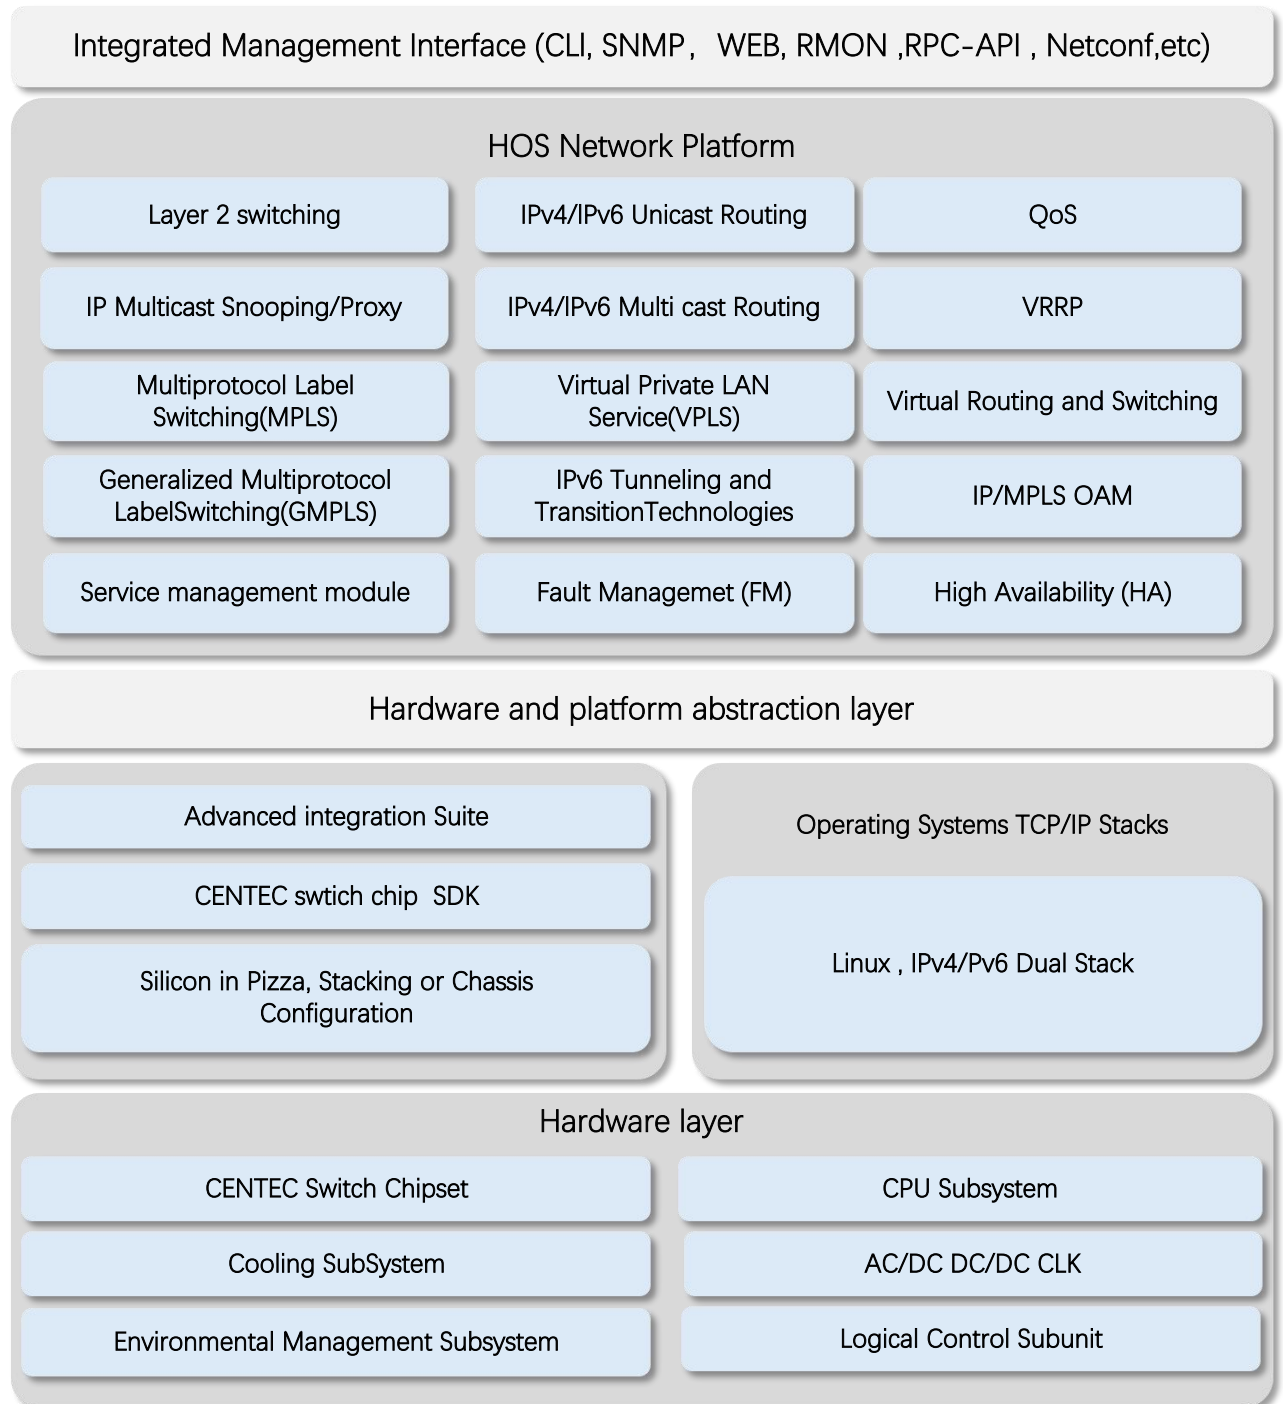 Integrated Management Interface (CLI, SNMP,  WEB, RMON ,RPC-API , Netconf,etc)
HOS Network Platform
Layer 2 switching
IPv4/IPv6 Unicast Routing
QoS
IP Multicast Snooping/Proxy
IPv4/IPv6 Multi cast Routing
VRRP
Multiprotocol Label
Switching(MPLS)
Virtual Private LAN
Service(VPLS)
Virtual Routing and Switching
Generalized Multiprotocol
LabelSwitching(GMPLS)
IPv6 Tunneling and
TransitionTechnologies
IP/MPLS OAM
Service management module
Fault Managemet (FM)
High Availability (HA)
Hardware and platform abstraction layer
Advanced integration Suite
CENTEC swtich chip  SDK
Silicon in Pizza, Stacking or Chassis
Configuration
Operating Systems TCP/IP Stacks
Linux , IPv4/Pv6 Dual Stack
Hardware layer
CENTEC Switch Chipset
CPU Subsystem
Cooling SubSystem
AC/DC DC/DC CLK
Environmental Management Subsystem
Logical Control Subunit